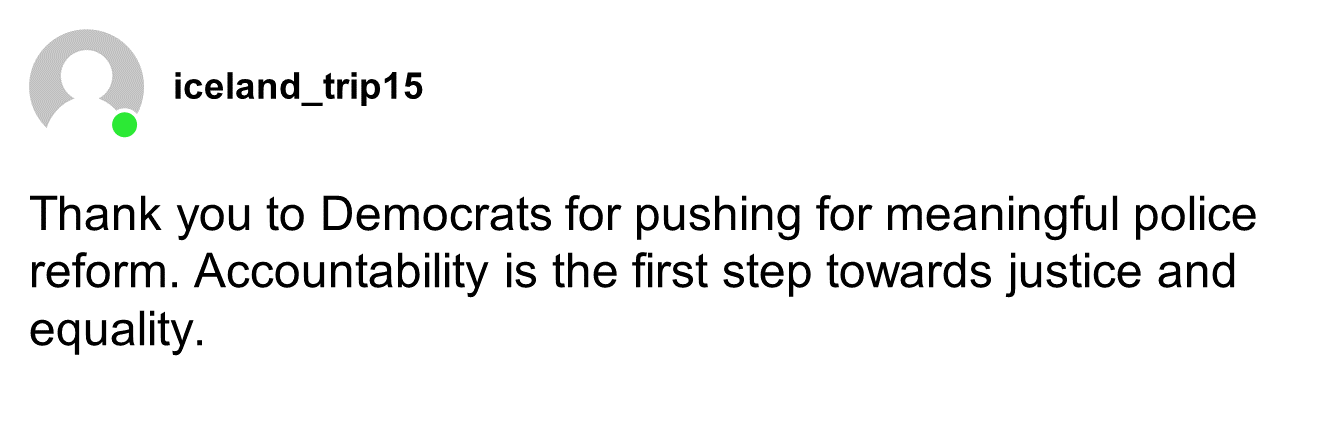 iceland_trip15
Thank you to Democrats for pushing for meaningful police
reform. Accountability is the first step towards justice and
equality.